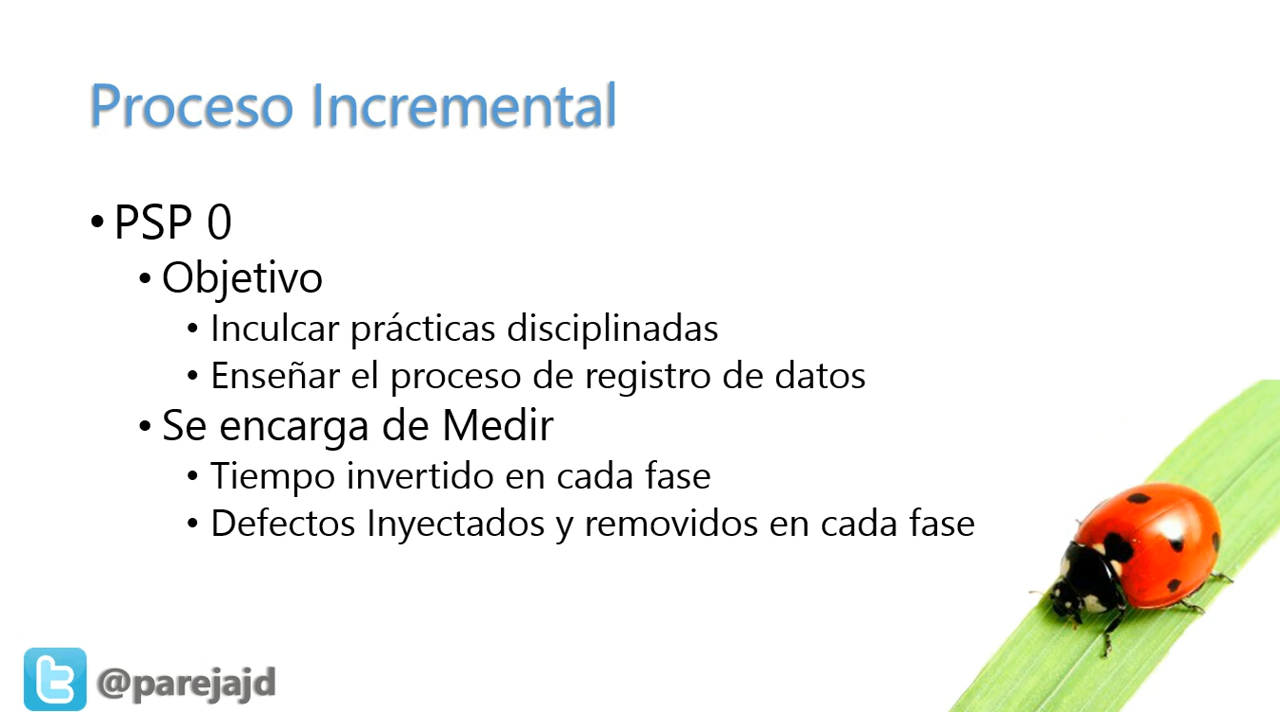 Proceso Incremental
• PSP 0
• Objetivo
• Inculcar prácticas disciplinadas
• Enseñar el proceso de registro de datos
• Se encarga de Medir
• Tiempo invertido en cada fase
• Defectos Inyectados y removidos en cada fase
@parejajd